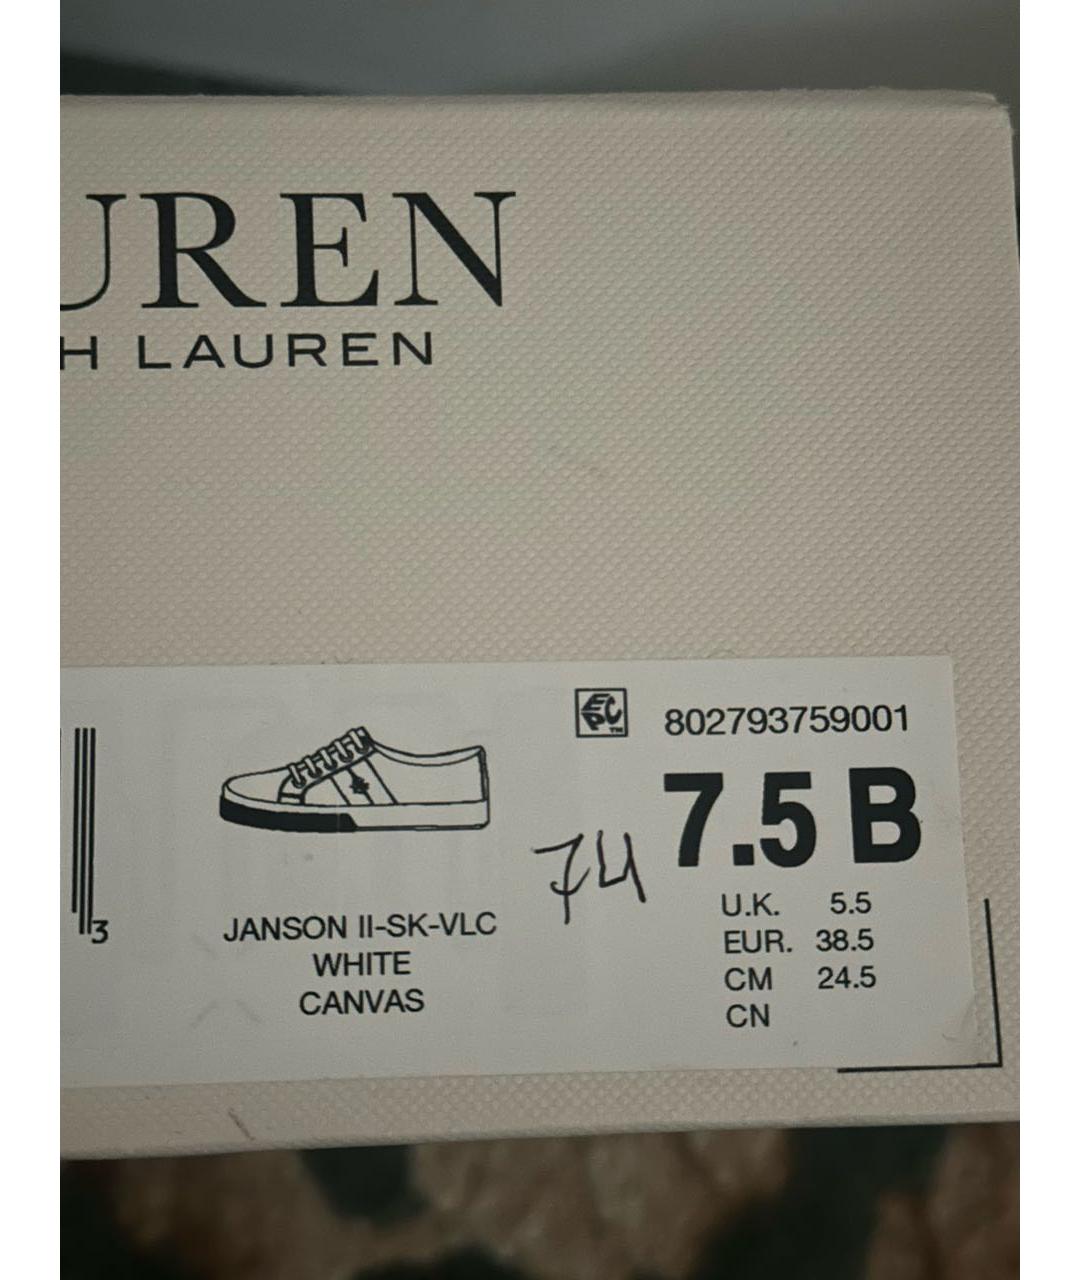 UREN
H LAUREN
802793759001
7.5 B
74
U.K. 5.5
EUR. 38.5
CM 24.5
CN
3
JANSON II-SK-VLC
WHITE
CANVAS